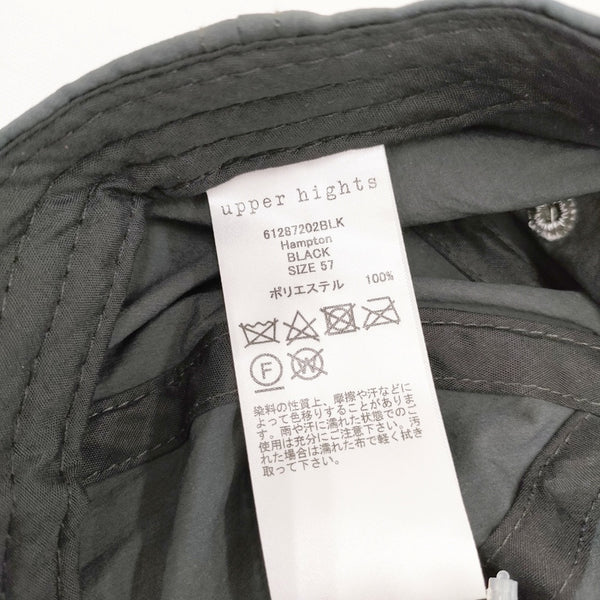 upper hights
61287202BLK
Hampton
BLACK
SIZE 57
ポリエステル 100%
F
W
染料の性質上、摩擦や汗などに
よって色移りすることがありま
す。雨や汗に濡れた状態でのご
使用は充分にご注意下さい。汚
れた場合は濡れた布で軽く拭き
取って下さい。